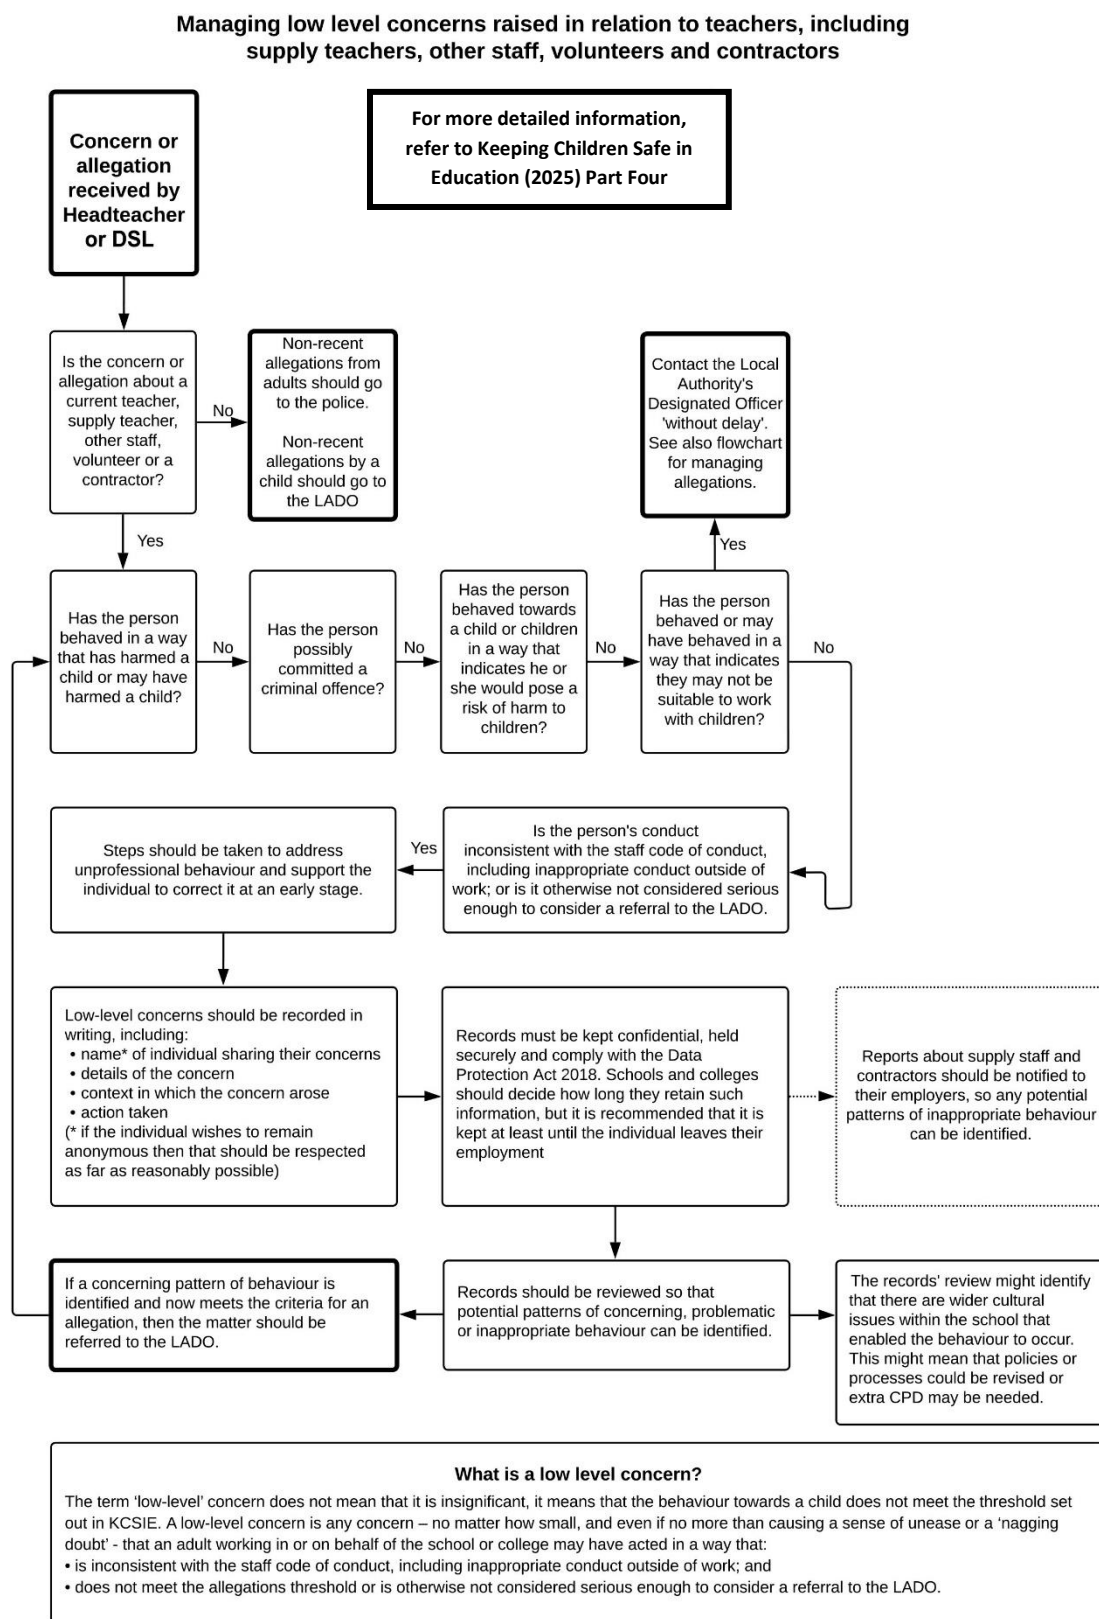 Managing low level concerns raised in relation to teachers, including
supply teachers, other staff, volunteers and contractors
Concern or
allegation
received by
Headteacher
or DSL
For more detailed information,
refer to Keeping Children Safe in
Education (2025) Part Four
Is the concern or
allegation about a
current teacher,
supply teacher,
other staff,
volunteer or a
contractor?
No
Non-recent
allegations from
adults should go
to the police.
Non-recent
allegations by a
child should go to
the LADO
Contact the Local
Authority's
Designated Officer
'without delay'.
See also flowchart
for managing
allegations.
Yes
Yes
Has the person
behaved in a way
that has harmed a
child or may have
harmed a child?
No
Has the person
possibly
committed a
criminal offence?
No
Has the person
behaved towards
a child or children
in a way that
indicates he or
she would pose a
risk of harm to
children?
No
Has the person
behaved or may
have behaved in a
way that indicates
they may not be
suitable to work
with children?
No
Steps should be taken to address
unprofessional behaviour and support the
individual to correct it at an early stage.
Yes
Is the person's conduct
inconsistent with the staff code of conduct,
including inappropriate conduct outside of
work; or is it otherwise not considered serious
enough to consider a referral to the LADO.
Low-level concerns should be recorded in
writing, including:
• name* of individual sharing their concerns
• details of the concern
• context in which the concern arose
• action taken
(* if the individual wishes to remain
anonymous then that should be respected
as far as reasonably possible)
Records must be kept confidential, held
securely and comply with the Data
Protection Act 2018. Schools and colleges
should decide how long they retain such
information, but it is recommended that it is
kept at least until the individual leaves their
employment
Reports about supply staff and
contractors should be notified to
their employers, so any potential
patterns of inappropriate behaviour
can be identified.
If a concerning pattern of behaviour is
identified and now meets the criteria for an
allegation, then the matter should be
referred to the LADO.
Records should be reviewed so that
potential patterns of concerning, problematic
or inappropriate behaviour can be identified.
The records' review might identify
that there are wider cultural
issues within the school that
enabled the behaviour to occur.
This might mean that policies or
processes could be revised or
extra CPD may be needed.
What is a low level concern?
The term ‘low-level’ concern does not mean that it is insignificant, it means that the behaviour towards a child does not meet the threshold set
out in KCSIE. A low-level concern is any concern – no matter how small, and even if no more than causing a sense of unease or a ‘nagging
doubt’ - that an adult working in or on behalf of the school or college may have acted in a way that:
• is inconsistent with the staff code of conduct, including inappropriate conduct outside of work; and
• does not meet the allegations threshold or is otherwise not considered serious enough to consider a referral to the LADO.